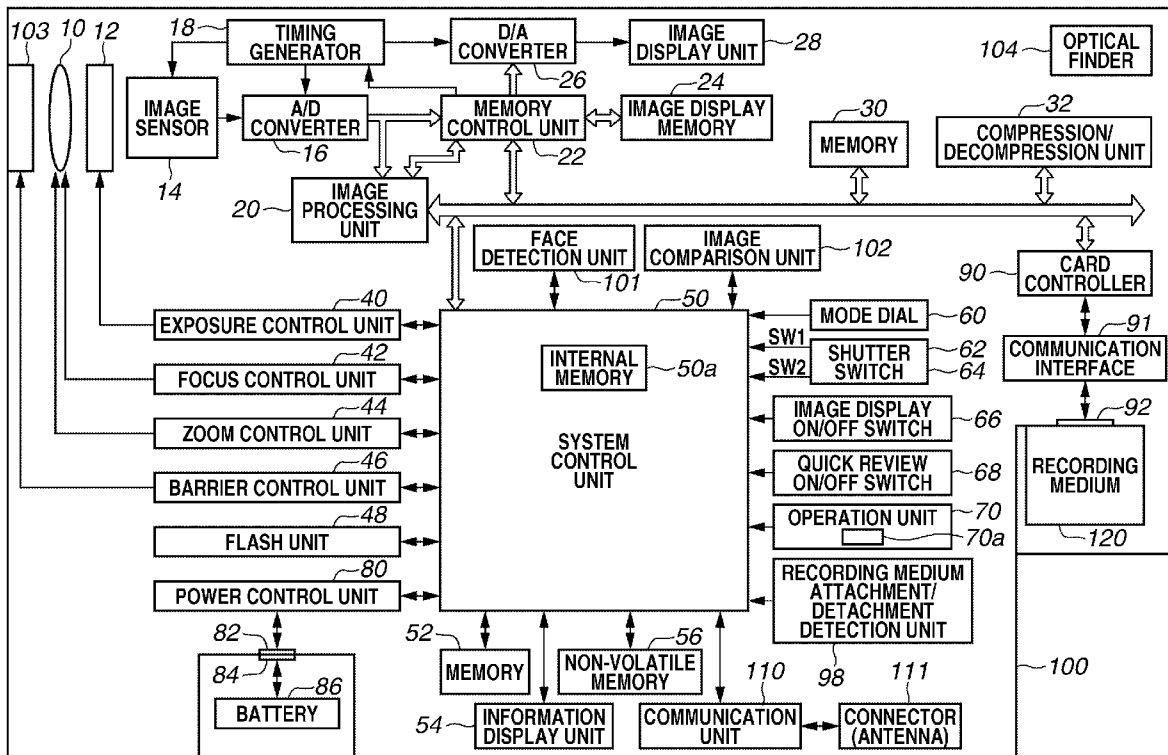 103
10
12
18
TIMING
GENERATOR
D/A
CONVERTER
26
IMAGE
DISPLAY UNIT
28
104
OPTICAL
FINDER
IMAGE
SENSOR
14
A/D
CONVERTER
16
MEMORY
CONTROL UNIT
22
24
IMAGE DISPLAY
MEMORY
30
MEMORY
32
COMPRESSION/
DECOMPRESSION UNIT
20
IMAGE
PROCESSING
UNIT
FACE
DETECTION UNIT
101
IMAGE
COMPARISON UNIT
102
90
CARD
CONTROLLER
91
COMMUNICATION
INTERFACE
92
RECORDING
MEDIUM
120
40
EXPOSURE CONTROL UNIT
42
FOCUS CONTROL UNIT
44
ZOOM CONTROL UNIT
46
BARRIER CONTROL UNIT
48
FLASH UNIT
80
POWER CONTROL UNIT
82
84
86
BATTERY
50
INTERNAL
MEMORY
50a
SYSTEM
CONTROL
UNIT
MODE DIAL
60
SW1
SW2
SHUTTER
SWITCH
62
64
IMAGE DISPLAY
ON/OFF SWITCH
66
QUICK REVIEW
ON/OFF SWITCH
68
OPERATION UNIT
70
70a
RECORDING MEDIUM
ATTACHMENT/
DETACHMENT
DETECTION UNIT
98
52
MEMORY
54
INFORMATION
DISPLAY UNIT
56
NON-VOLATILE
MEMORY
110
COMMUNICATION
UNIT
111
CONNECTOR
(ANTENNA)
100